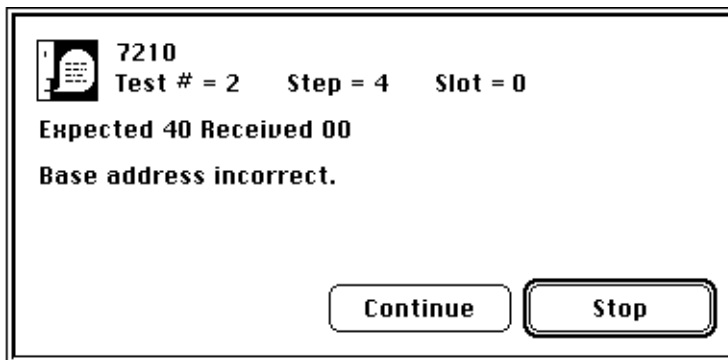 7210
Test # = 2 Step = 4 Slot = 0
Expected 40 Received 00
Base address incorrect.
Continue Stop